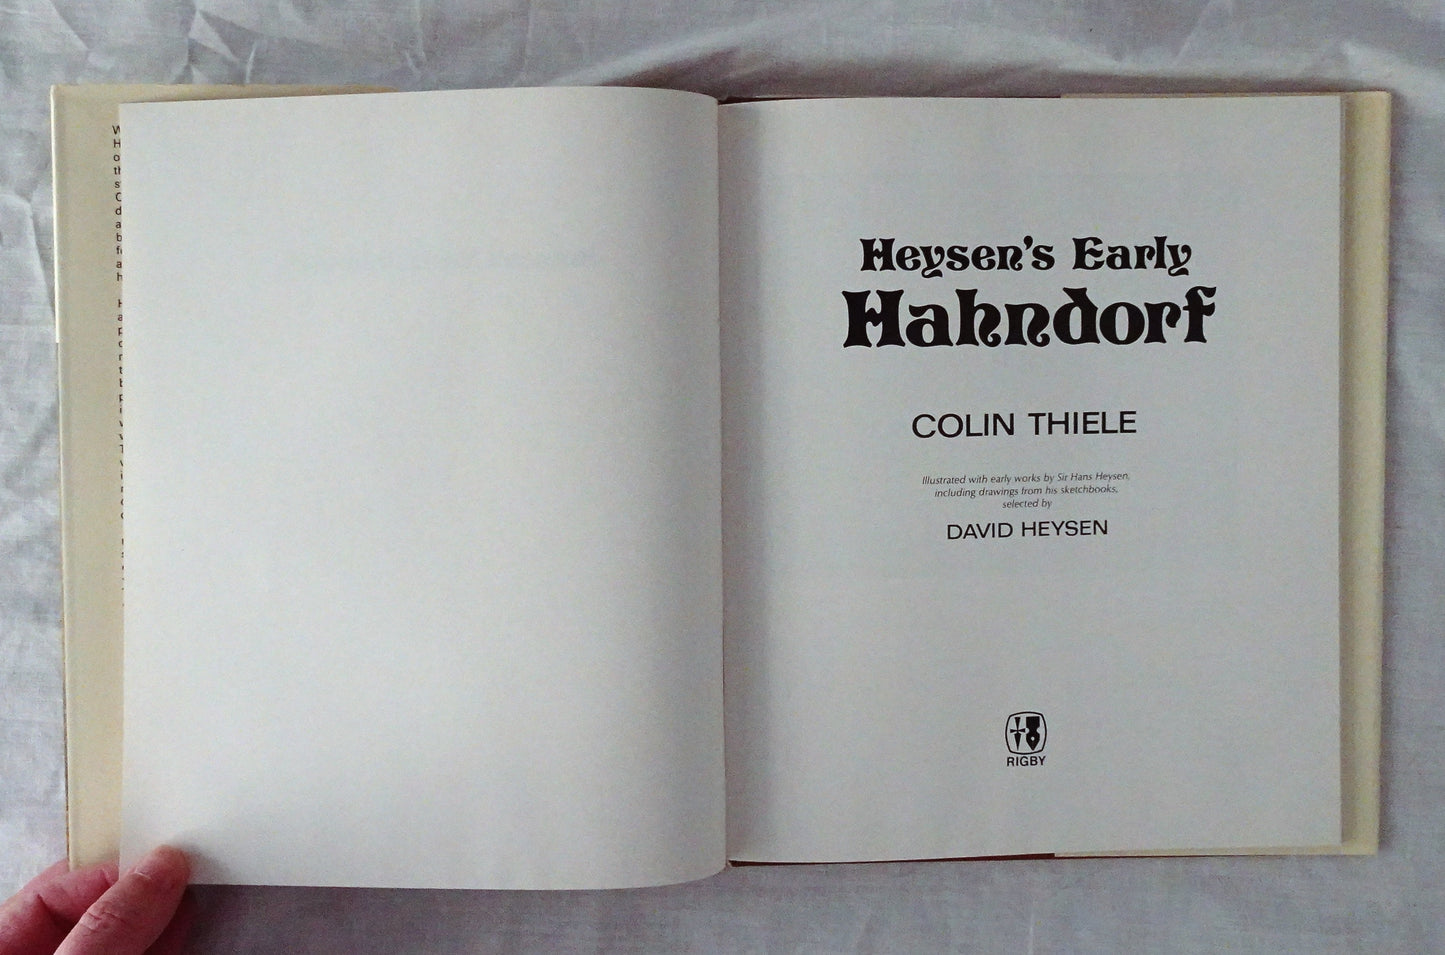 Heysen's Early
Hahndorf
COLIN THIELE
Illustrated with early works by Sir Hans Heysen,
including drawings from his sketchbooks,
selected by
DAVID HEYSEN
RIGBY